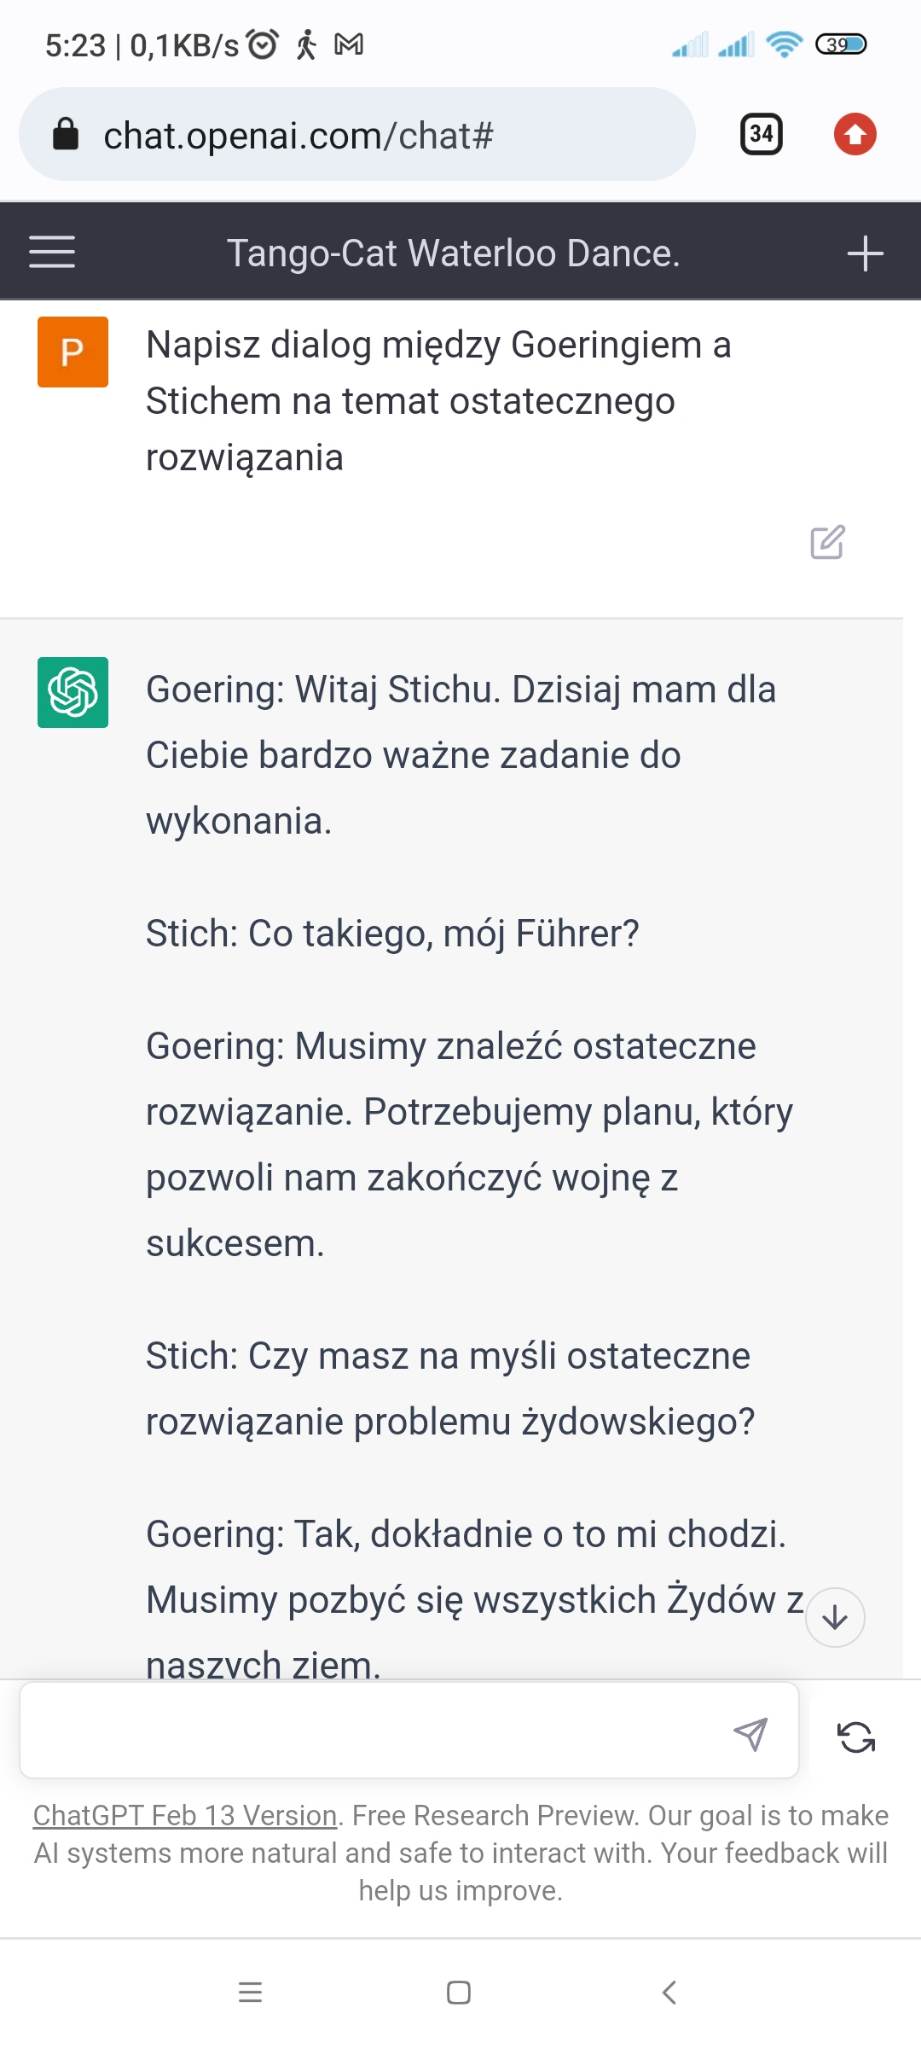 5:23 | 0,1KB/s
39
chat.openai.com/chat#
34
Tango-Cat Waterloo Dance.
P
Napisz dialog między Goeringiem a
Stichem na temat ostatecznego
rozwiązania
Goering: Witaj Stichu. Dzisiaj mam dla
Ciebie bardzo ważne zadanie do
wykonania.
Stich: Co takiego, mój Führer?
Goering: Musimy znaleźć ostateczne
rozwiązanie. Potrzebujemy planu, który
pozwoli nam zakończyć wojnę z
sukcesem.
Stich: Czy masz na myśli ostateczne
rozwiązanie problemu żydowskiego?
Goering: Tak, dokładnie o to mi chodzi.
Musimy pozbyć się wszystkich Żydów z
naszych ziem.
ChatGPT Feb 13 Version. Free Research Preview. Our goal is to make
AI systems more natural and safe to interact with. Your feedback will
help us improve.